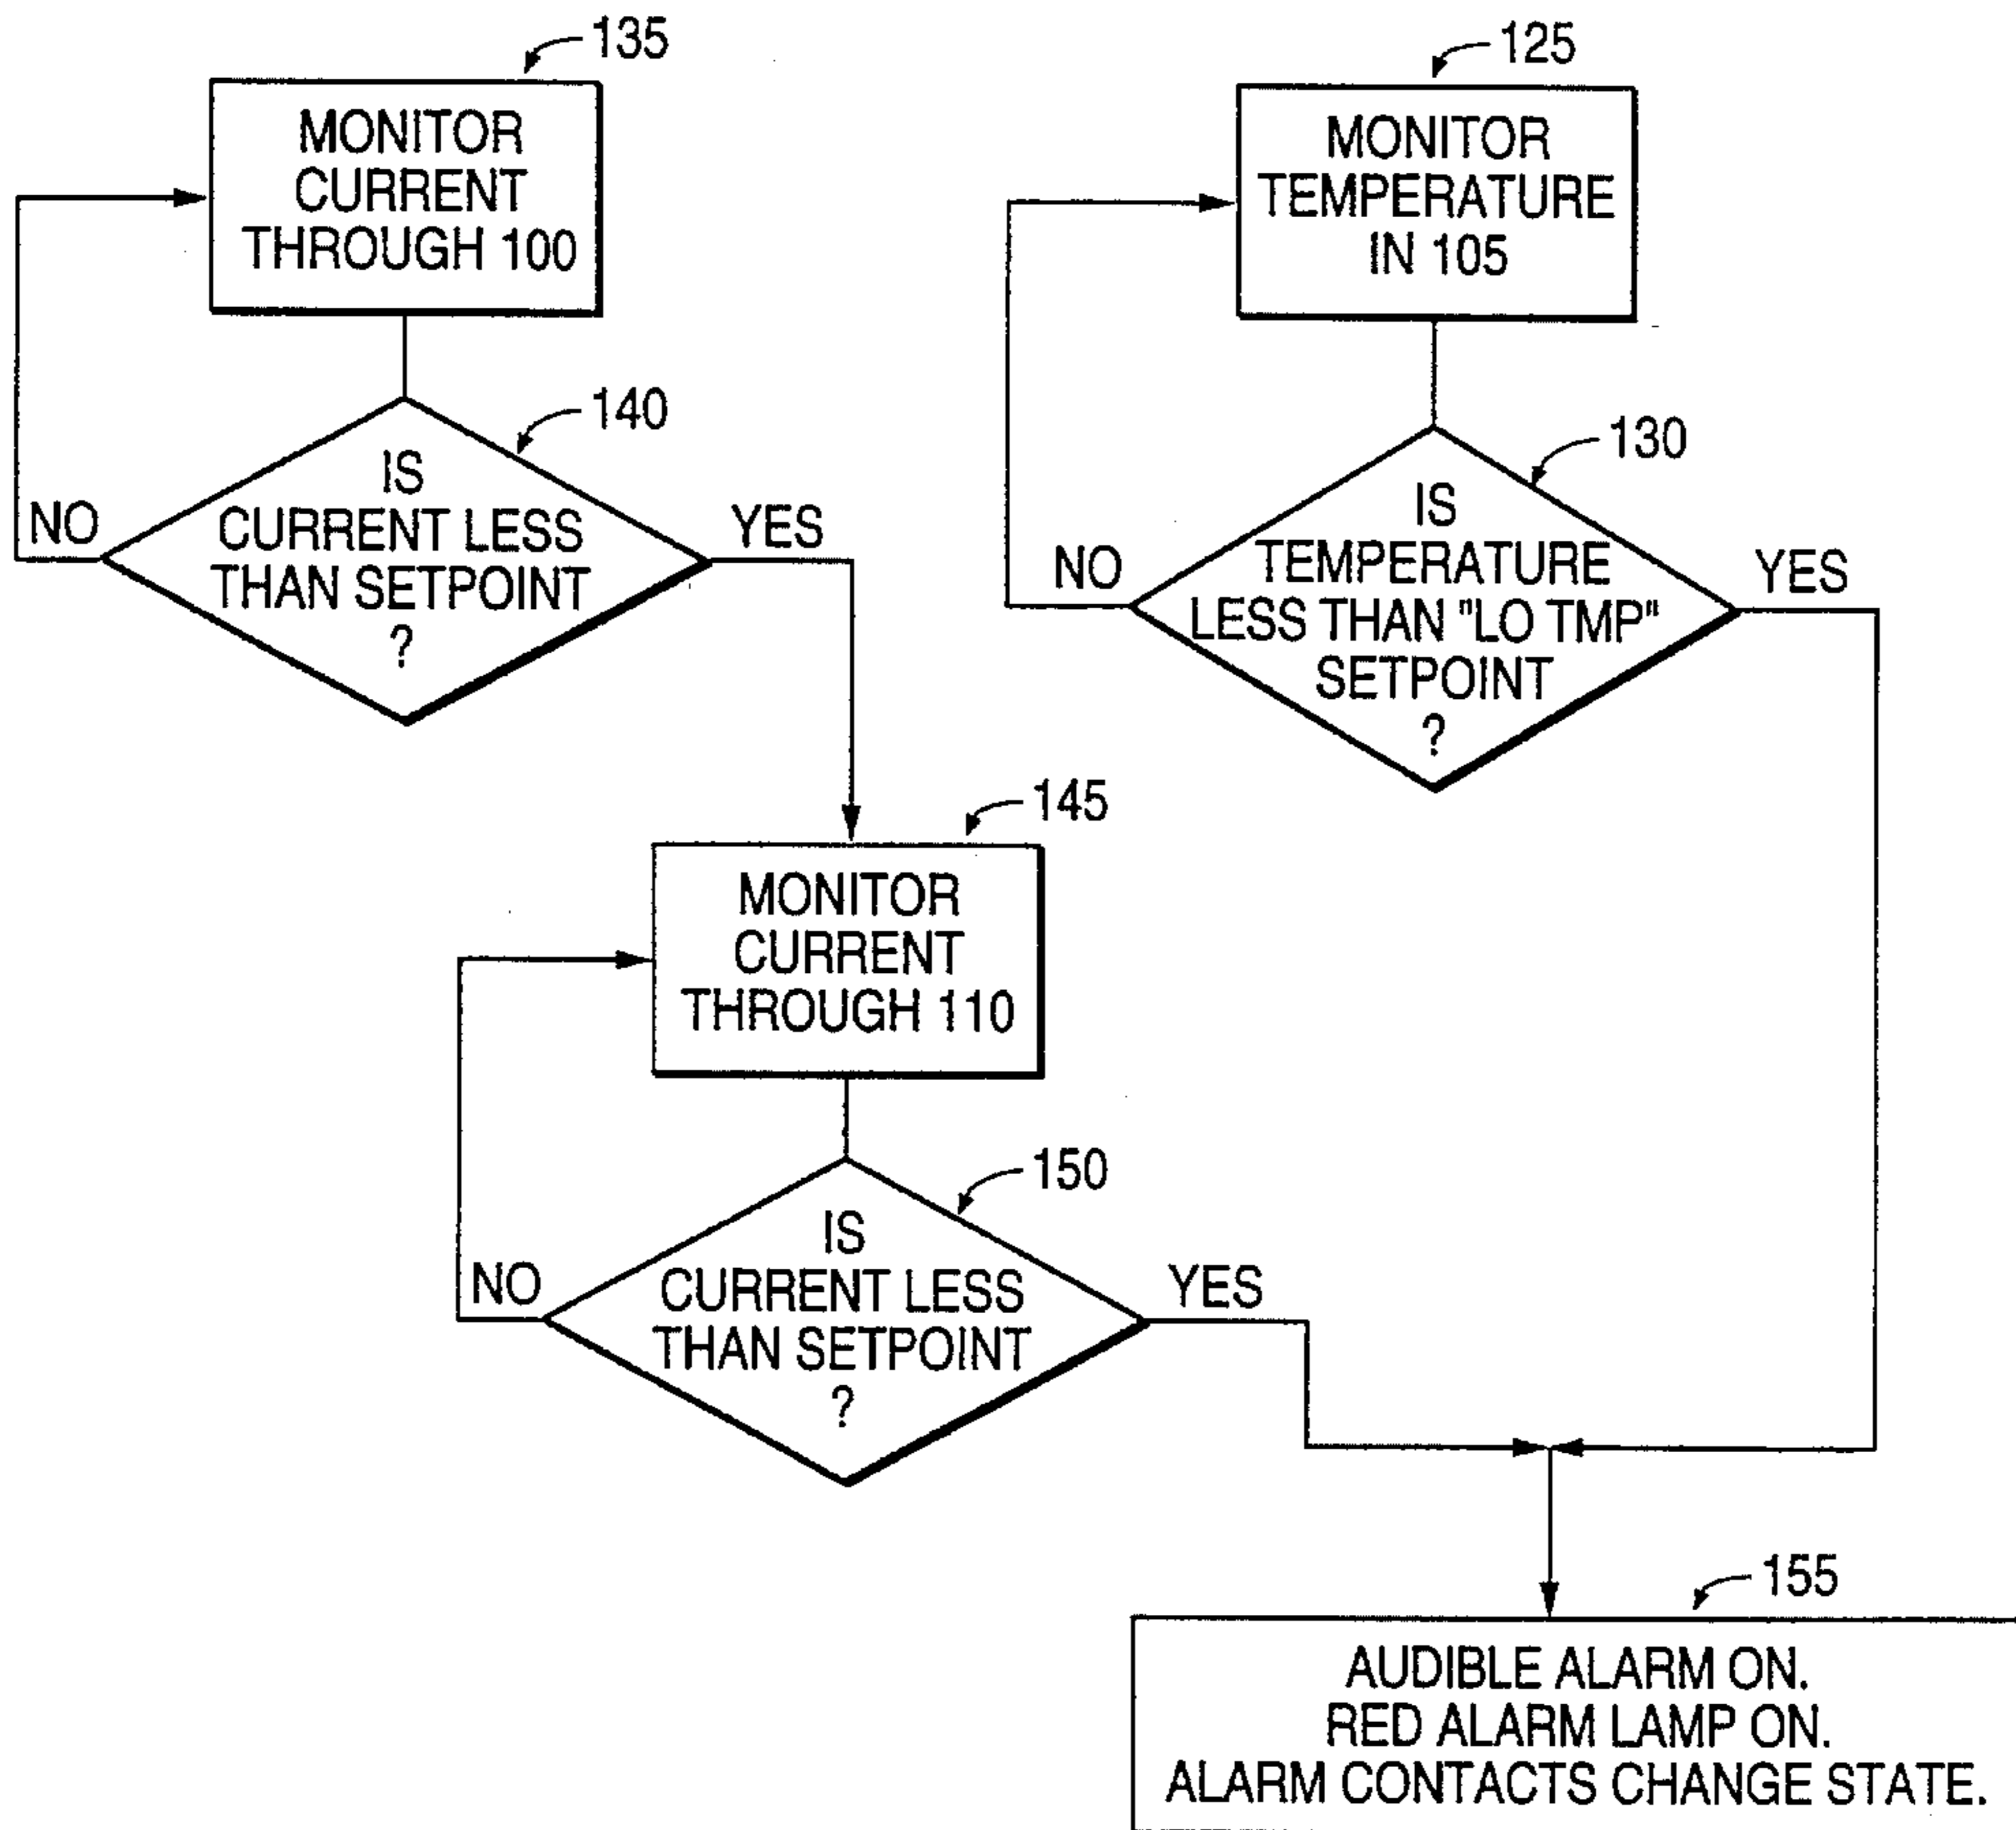 135
MONITOR
CURRENT
THROUGH 100
140
IS
CURRENT LESS
THAN SETPOINT
?
NO
YES
125
MONITOR
TEMPERATURE
IN 105
130
IS
TEMPERATURE
LESS THAN "LO TMP"
SETPOINT
?
NO
YES
145
MONITOR
CURRENT
THROUGH 110
150
IS
CURRENT LESS
THAN SETPOINT
?
NO
YES
155
AUDIBLE ALARM ON.
RED ALARM LAMP ON.
ALARM CONTACTS CHANGE STATE.